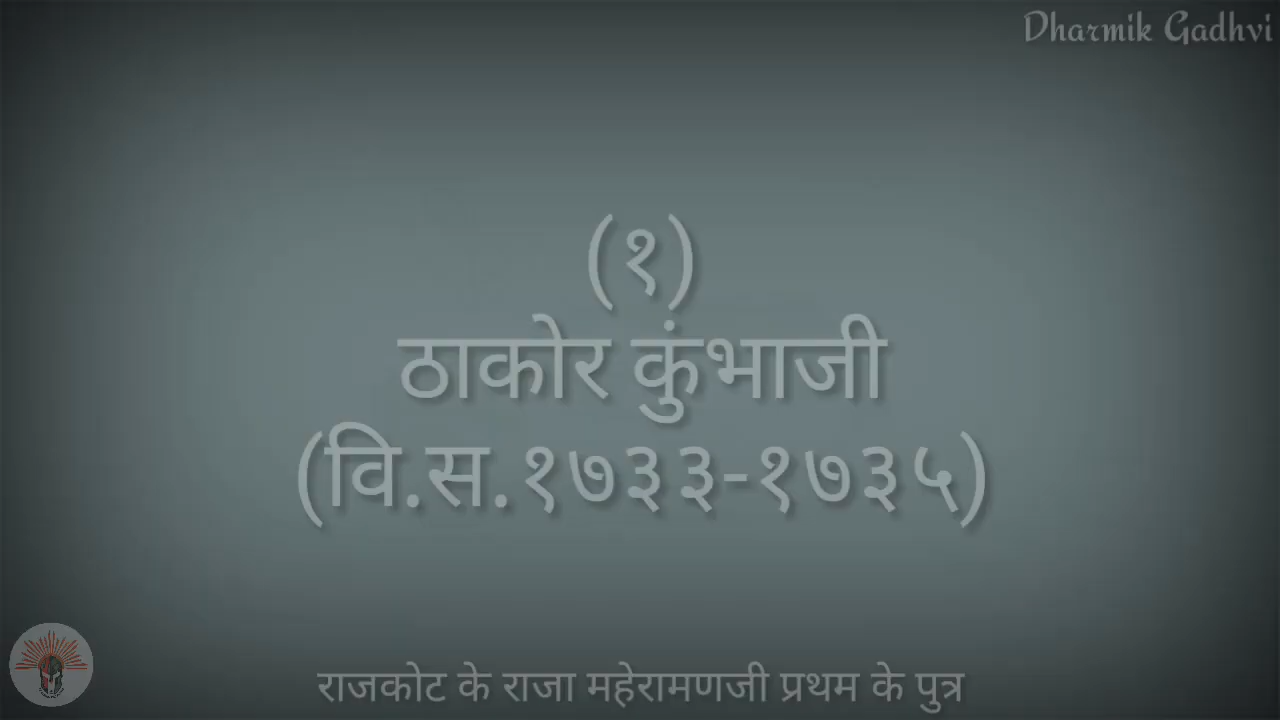 Dharmik Gadhvi
(१)
ठाकोर कुंभाजी
(वि.स.१७३३-१७३५)
राजकोट के राजा महेरामणजी प्रथम के पुत्र